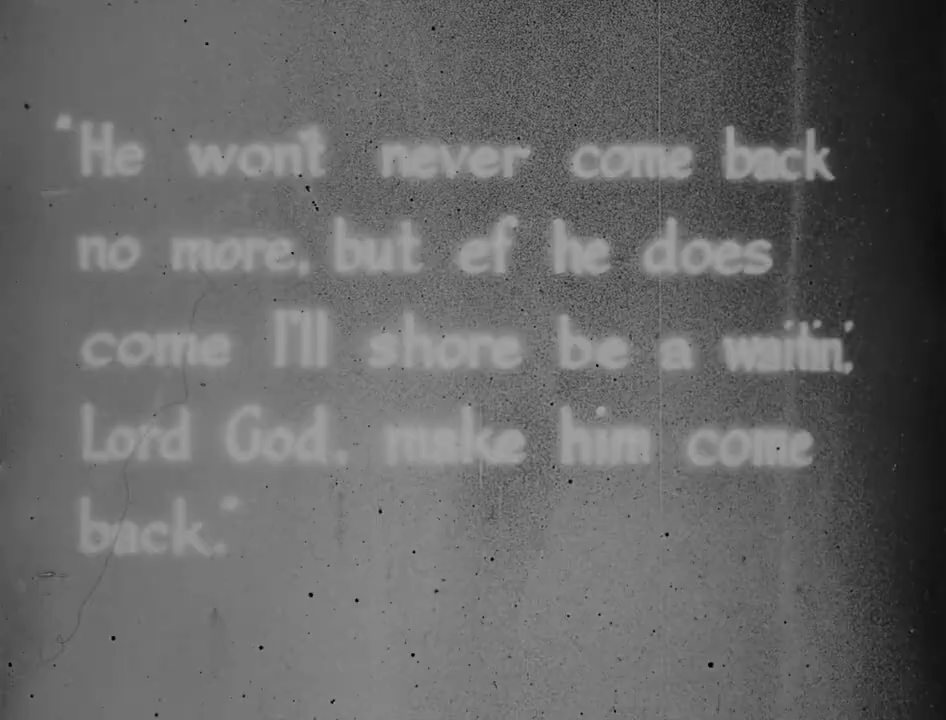 "He won't never come back
no more, but ef he does
come I'll shore be a waitin',
Lord God, make him come
back."